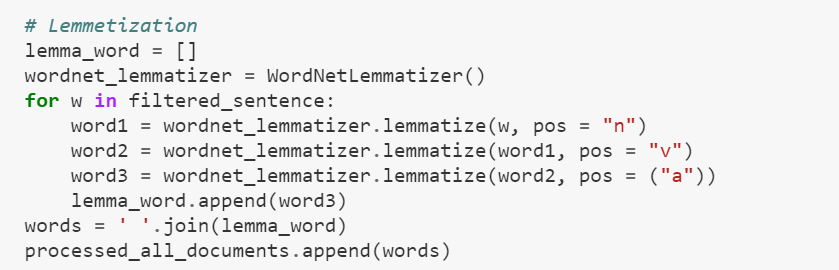 # Lemmetization
lemma_word = []
wordnet_lemmatizer = WordNetLemmatizer()
for w in filtered_sentence:
    word1 = wordnet_lemmatizer.lemmatize(w, pos = "n")
    word2 = wordnet_lemmatizer.lemmatize(word1, pos = "v")
    word3 = wordnet_lemmatizer.lemmatize(word2, pos = ("a"))
    lemma_word.append(word3)
words = ' '.join(lemma_word)
processed_all_documents.append(words)